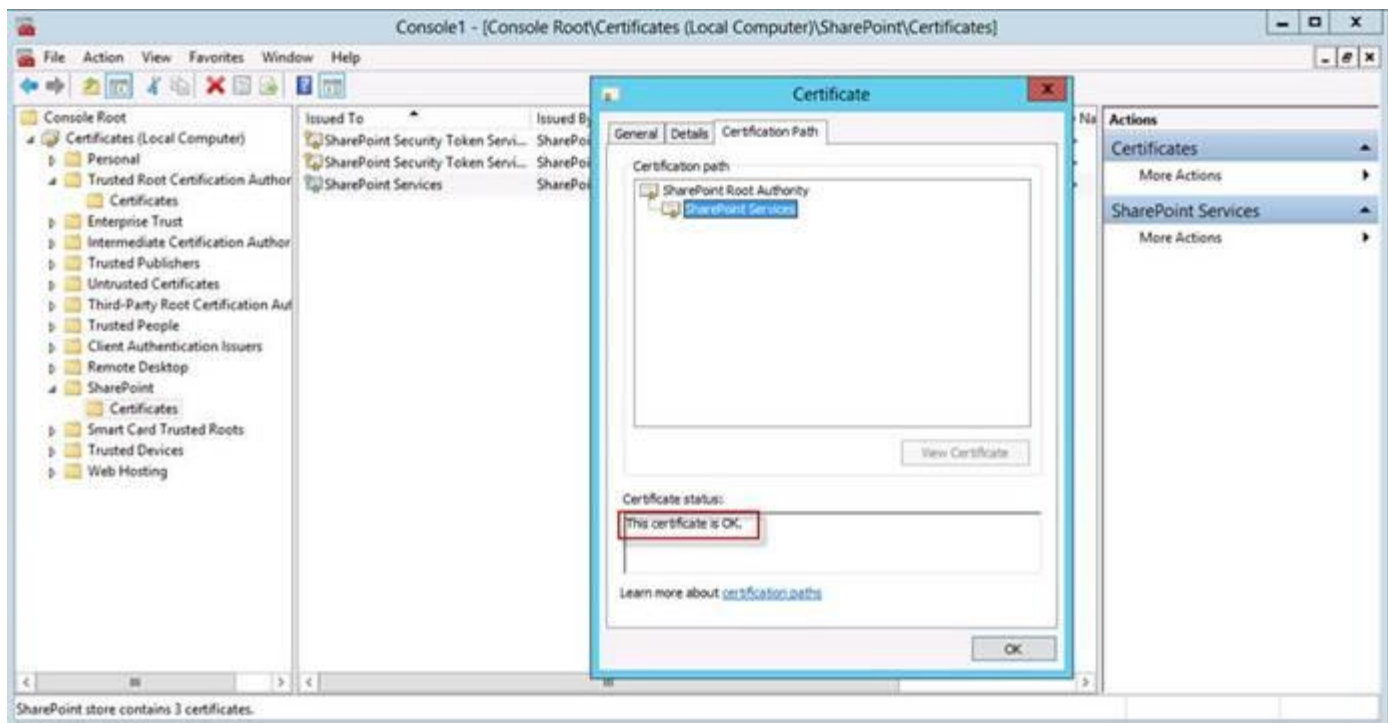 Console1 - [Console Root\Certificates (Local Computer)\SharePoint\Certificates]
File Action View Favorites Window Help
Console Root
Certificates (Local Computer)
Personal
Trusted Root Certification Author
Certificates
Enterprise Trust
Intermediate Certification Author
Trusted Publishers
Untrusted Certificates
Third-Party Root Certification Aut
Trusted People
Client Authentication Issuers
Remote Desktop
SharePoint
Certificates
Smart Card Trusted Roots
Trusted Devices
Web Hosting
Issued To Issued By
SharePoint Security Token Servi... SharePoi
SharePoint Security Token Servi... SharePoi
SharePoint Services SharePoi
Certificate
General Details Certification Path
Certification path
SharePoint Root Authority
SharePoint Services
View Certificate
Certificate status:
This certificate is OK.
Learn more about certification paths
OK
Na
Actions
Certificates
More Actions
SharePoint Services
More Actions
SharePoint store contains 3 certificates.